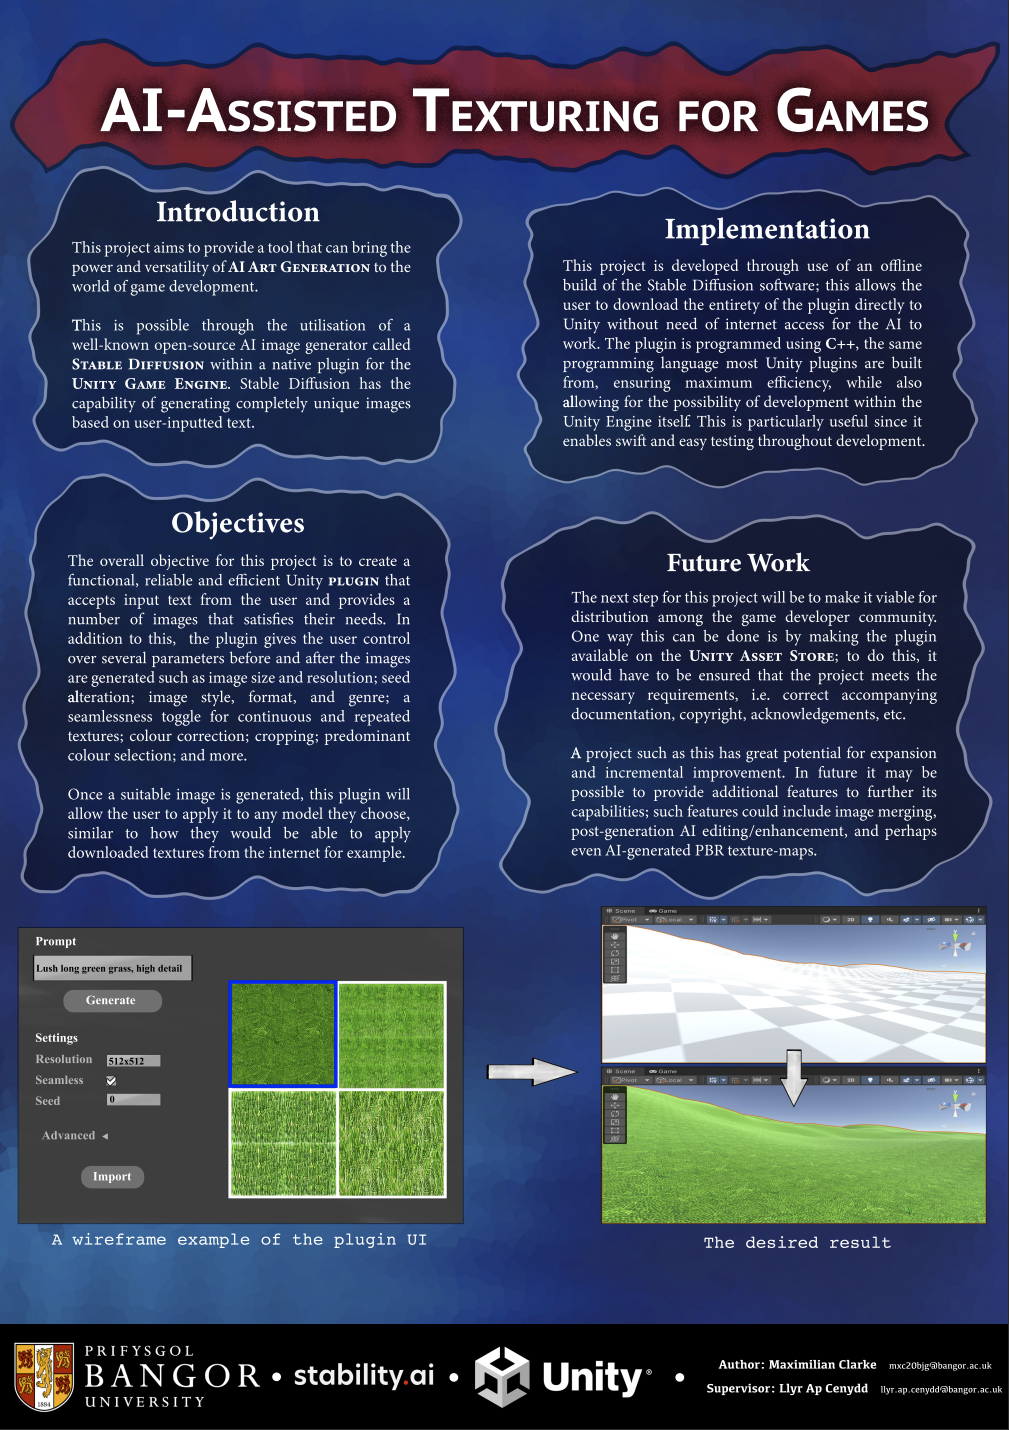 AI-Assisted Texturing for Games
Introduction
This project aims to provide a tool that can bring the
power and versatility of AI Art Generation to the
world of game development.
This is possible through the utilisation of a
well-known open-source AI image generator called
Stable Diffusion within a native plugin for the
Unity Game Engine. Stable Diffusion has the
capability of generating completely unique images
based on user-inputted text.
Implementation
This project is developed through use of an offline
build of the Stable Diffusion software; this allows the
user to download the entirety of the plugin directly to
Unity without need of internet access for the AI to
work. The plugin is programmed using C++, the same
programming language most Unity plugins are built
from, ensuring maximum efficiency, while also
allowing for the possibility of development within the
Unity Engine itself. This is particularly useful since it
enables swift and easy testing throughout development.
Objectives
The overall objective for this project is to create a
functional, reliable and efficient Unity plugin that
accepts input text from the user and provides a
number of images that satisfies their needs. In
addition to this, the plugin gives the user control
over several parameters before and after the images
are generated such as image size and resolution; seed
alteration; image style, format, and genre; a
seamlessness toggle for continuous and repeated
textures; colour correction; cropping; predominant
colour selection; and more.
Once a suitable image is generated, this plugin will
allow the user to apply it to any model they choose,
similar to how they would be able to apply
downloaded textures from the internet for example.
Future Work
The next step for this project will be to make it viable for
distribution among the game developer community.
One way this can be done is by making the plugin
available on the Unity Asset Store; to do this, it
would have to be ensured that the project meets the
necessary requirements, i.e. correct accompanying
documentation, copyright, acknowledgements, etc.
A project such as this has great potential for expansion
and incremental improvement. In future it may be
possible to provide additional features to further its
capabilities; such features could include image merging,
post-generation AI editing/enhancement, and perhaps
even AI-generated PBR texture-maps.
Prompt
Lush long green grass, high detail
Generate
Settings
Resolution 512x512
Seamless
Seed 0
Advanced
Import
A wireframe example of the plugin UI
Scene Game
Pivot Local 2D
Scene Game
Pivot Local 2D
The desired result
1884
PRIFYSGOL
BANGOR
UNIVERSITY
stability.ai
Unity®
Author: Maximilian Clarke mxc20bjg@bangor.ac.uk
Supervisor: Llyr Ap Cenydd llyr.ap.cenydd@bangor.ac.uk